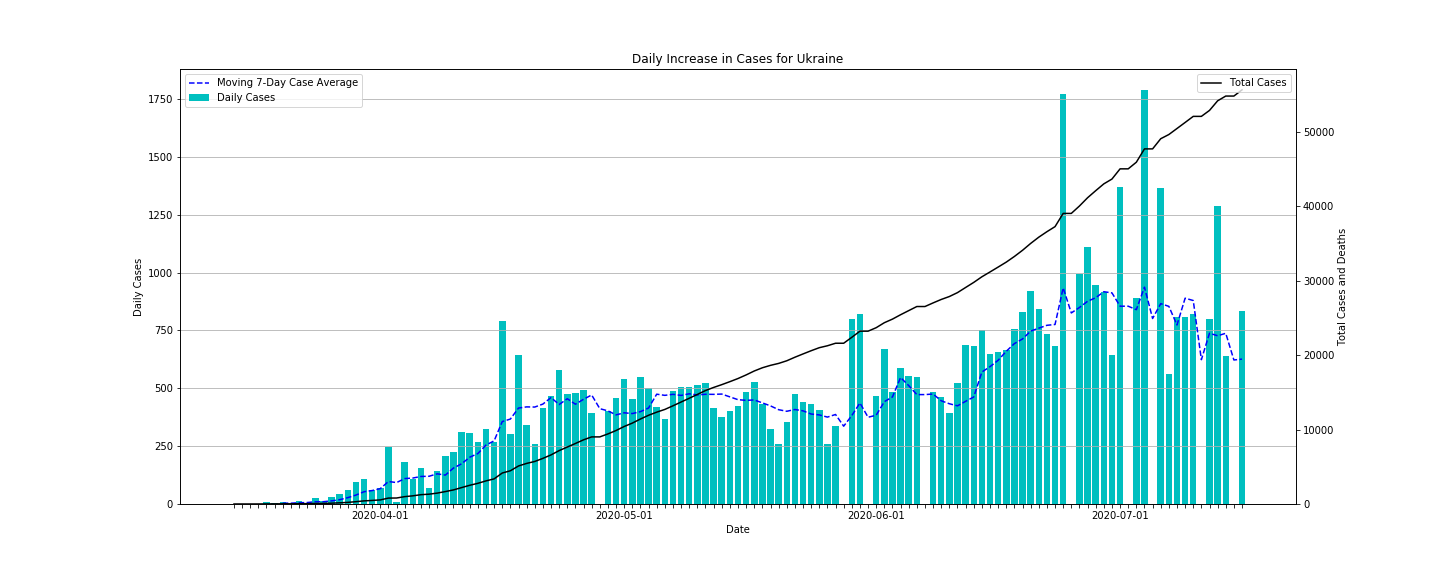 Daily Increase in Cases for Ukraine
Moving 7-Day Case Average
Daily Cases
Total Cases
1750
1500
1250
1000
750
500
250
0
Daily Cases
50000
40000
30000
20000
10000
0
Total Cases and Deaths
2020-04-01
2020-05-01
2020-06-01
2020-07-01
Date